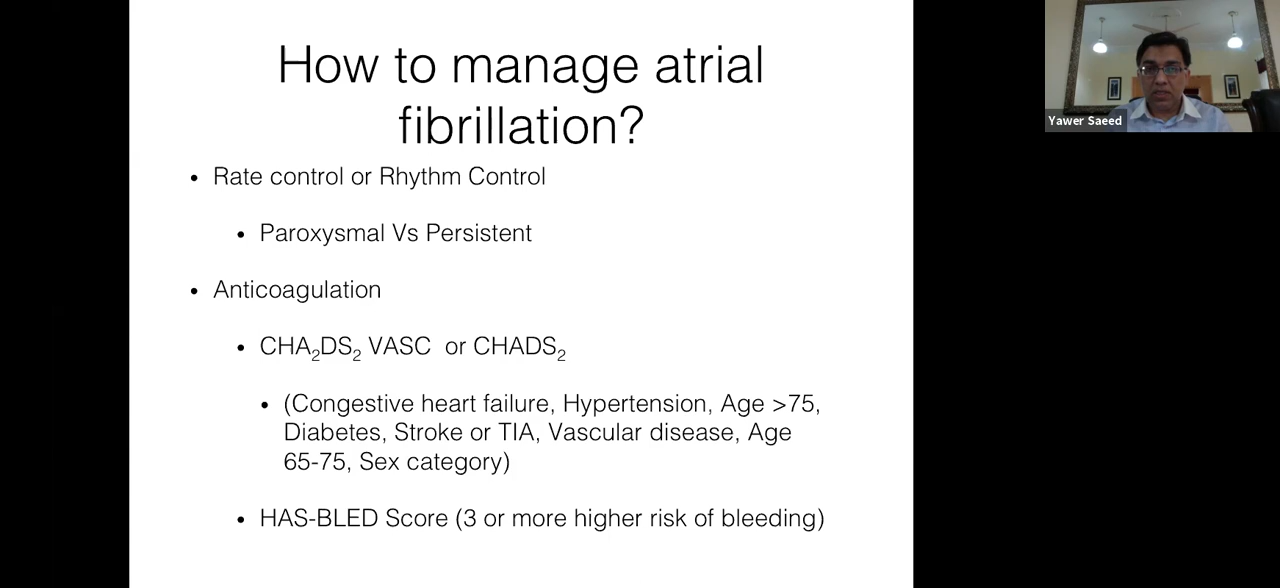 How to manage atrial
fibrillation?
• Rate control or Rhythm Control
• Paroxysmal Vs Persistent
• Anticoagulation
• CHA₂DS₂ VASC or CHADS₂
• (Congestive heart failure, Hypertension, Age >75,
Diabetes, Stroke or TIA, Vascular disease, Age
65-75, Sex category)
• HAS-BLED Score (3 or more higher risk of bleeding)
Yawer Saeed